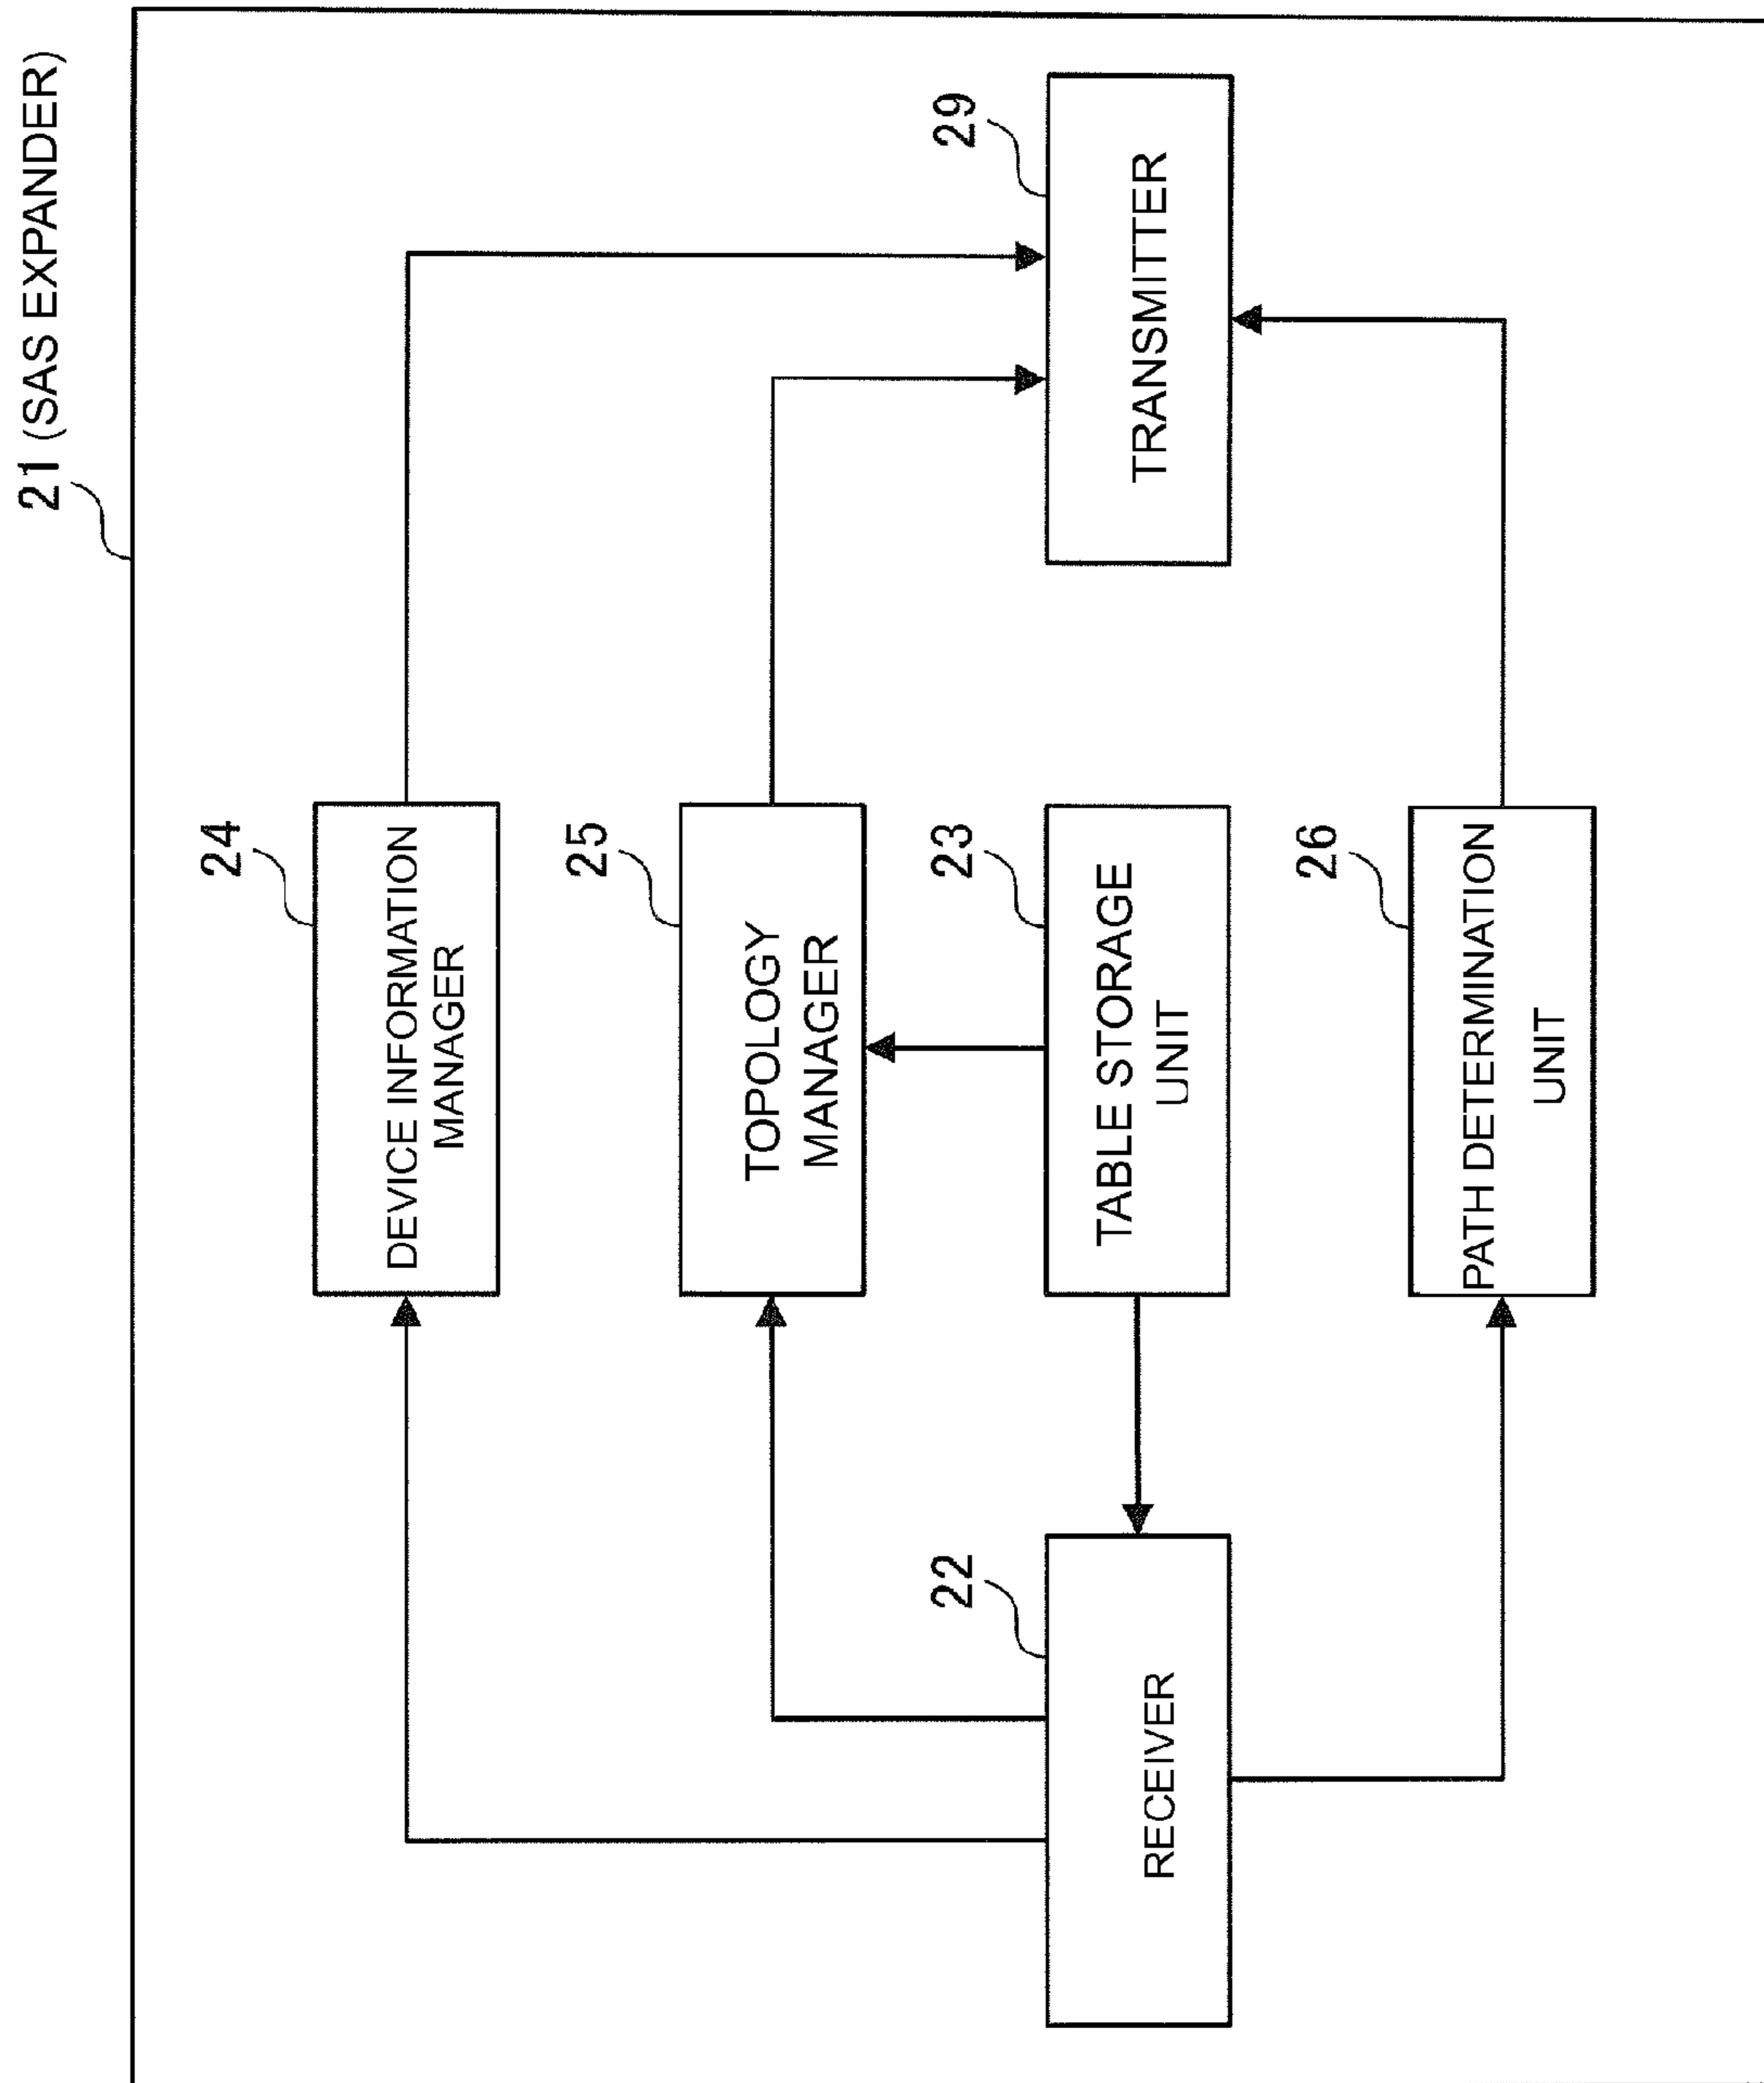 21 (SAS EXPANDER)
24
DEVICE INFORMATION
MANAGER
25
TOPOLOGY
MANAGER
22
RECEIVER
23
TABLE STORAGE
UNIT
29
TRANSMITTER
26
PATH DETERMINATION
UNIT